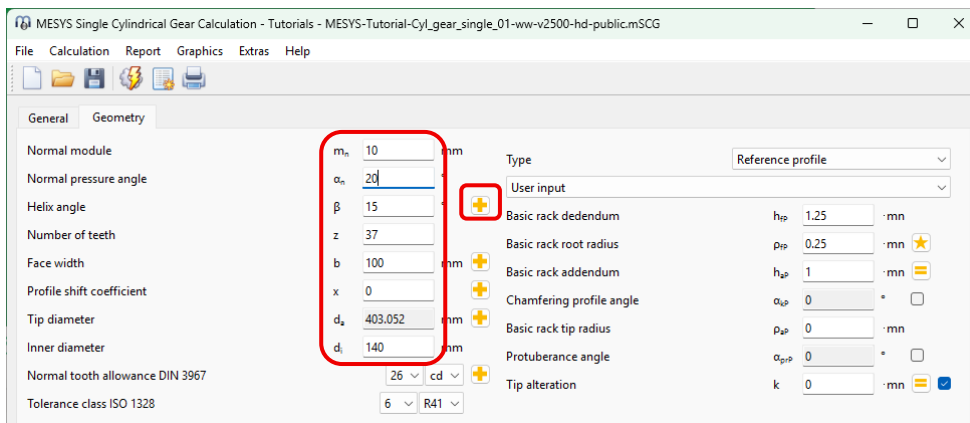 MESYS Single Cylindrical Gear Calculation - Tutorials - MESYS-Tutorial-Cyl_gear_single_01-ww-v2500-hd-public.mSCG
File Calculation Report Graphics Extras Help
General Geometry
Normal module mₙ 10 mm
Normal pressure angle αₙ 20 °
Helix angle β 15 °
Number of teeth z 37
Face width b 100 mm
Profile shift coefficient x 0
Tip diameter dₐ 403.052 mm
Inner diameter dᵢ 140 mm
Normal tooth allowance DIN 3967 26 cd
Tolerance class ISO 1328 6 R41
Type Reference profile
User input
Basic rack dedendum hfP 1.25 ·mn
Basic rack root radius ρfP 0.25 ·mn
Basic rack addendum haP 1 ·mn
Chamfering profile angle αkP 0 °
Basic rack tip radius ρaP 0 ·mn
Protuberance angle αprP 0 °
Tip alteration k 0 ·mn